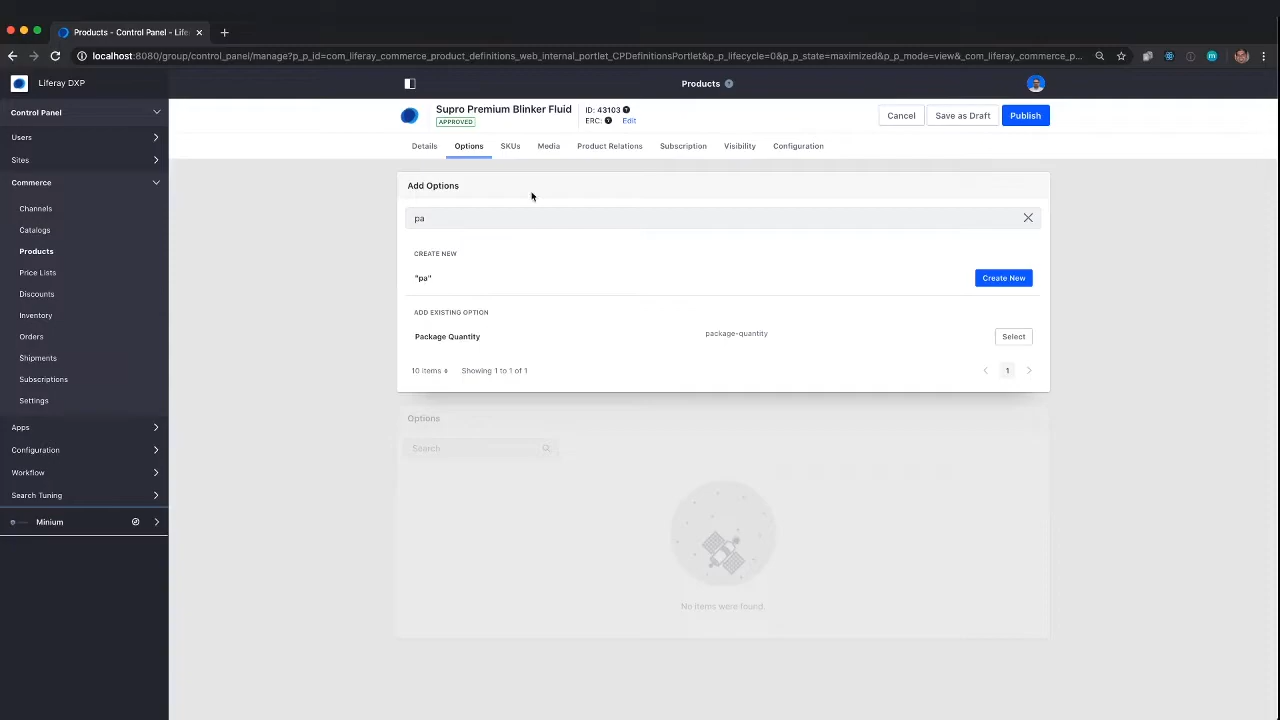 Products - Control Panel - Life
localhost:8080/group/control_panel/manage?p_p_id=com_liferay_commerce_product_definitions_web_internal_portlet_CPDefinitionsPortlet&p_p_lifecycle=0&p_p_state=maximized&p_p_mode=view&_com_liferay_commerce_p...
Liferay DXP
Products
Control Panel
Users
Sites
Commerce
Channels
Catalogs
Products
Price Lists
Discounts
Inventory
Orders
Shipments
Subscriptions
Settings
Apps
Configuration
Workflow
Search Tuning
Minium
Supro Premium Blinker Fluid
APPROVED
ID: 43103
ERC: Edit
Cancel
Save as Draft
Publish
Details
Options
SKUs
Media
Product Relations
Subscription
Visibility
Configuration
Add Options
pa
CREATE NEW
"pa"
Create New
ADD EXISTING OPTION
Package Quantity
package-quantity
Select
10 items
Showing 1 to 1 of 1
1
Options
Search
No items were found.